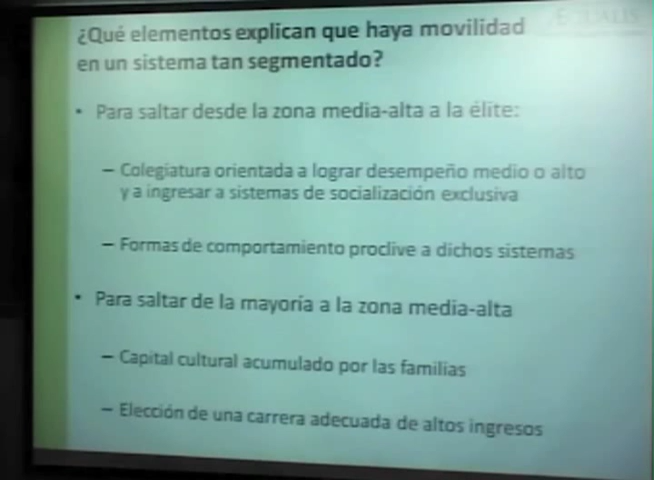 ¿Qué elementos explican que haya movilidad
en un sistema tan segmentado?
• Para saltar desde la zona media-alta a la élite:
– Colegiatura orientada a lograr desempeño medio o alto
y a ingresar a sistemas de socialización exclusiva
– Formas de comportamiento proclive a dichos sistemas
• Para saltar de la mayoría a la zona media-alta
– Capital cultural acumulado por las familias
– Elección de una carrera adecuada de altos ingresos